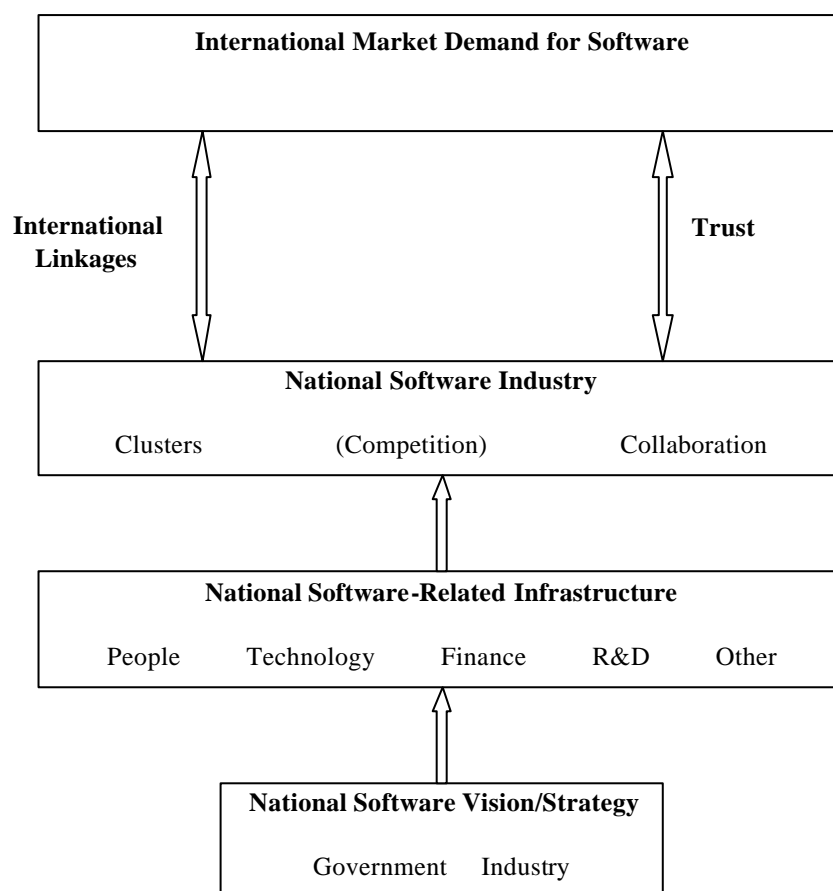 International Market Demand for Software
International
Linkages
Trust
National Software Industry
Clusters (Competition) Collaboration
National Software-Related Infrastructure
People Technology Finance R&D Other
National Software Vision/Strategy
Government Industry